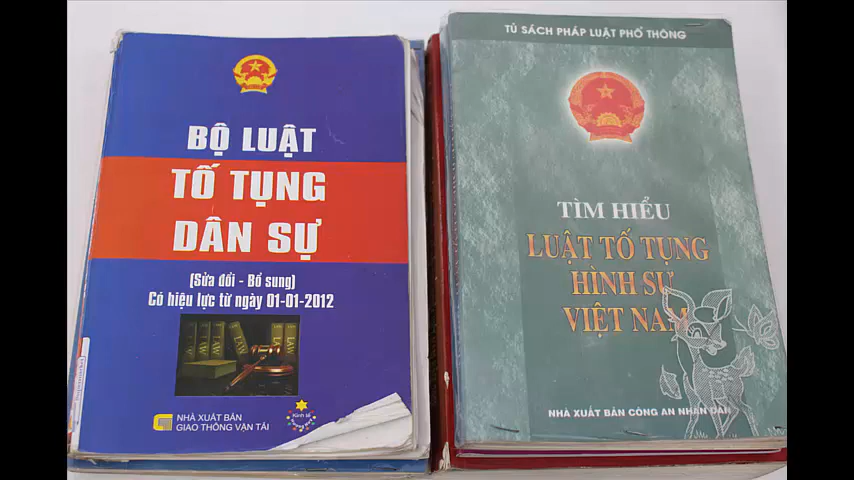 BỘ LUẬT
TỐ TỤNG
DÂN SỰ
(Sửa đổi - Bổ sung)
Có hiệu lực từ ngày 01-01-2012
LAW
LAW
NHÀ XUẤT BẢN
GIAO THÔNG VẬN TẢI
TỦ SÁCH PHÁP LUẬT PHỔ THÔNG
TÌM HIỂU
LUẬT TỐ TỤNG
HÌNH SỰ
VIỆT NAM
NHÀ XUẤT BẢN CÔNG AN NHÂN DÂN